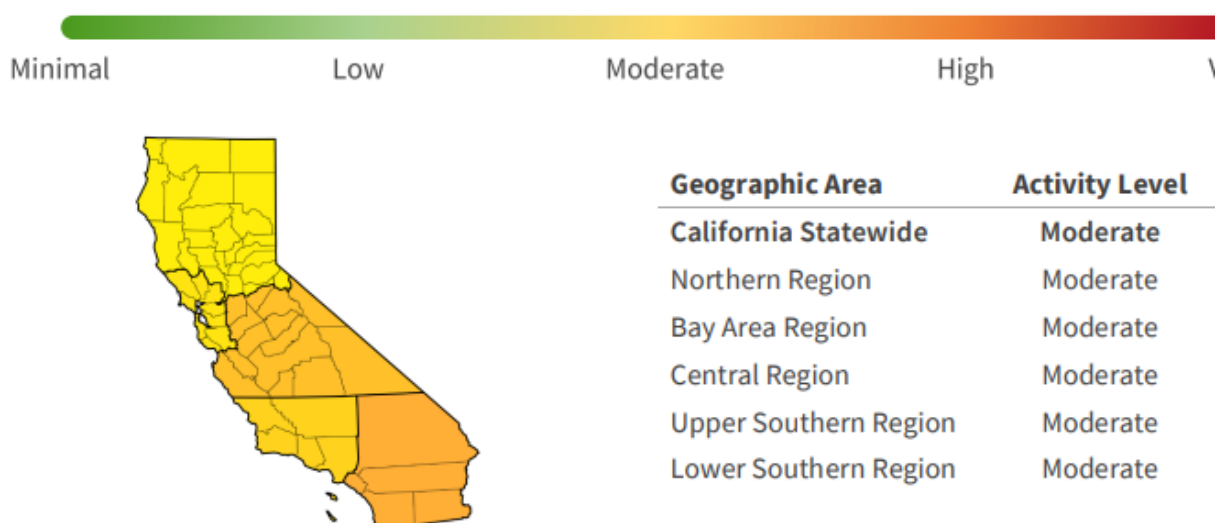 Minimal Low Moderate High
Geographic Area Activity Level
California Statewide Moderate
Northern Region Moderate
Bay Area Region Moderate
Central Region Moderate
Upper Southern Region Moderate
Lower Southern Region Moderate